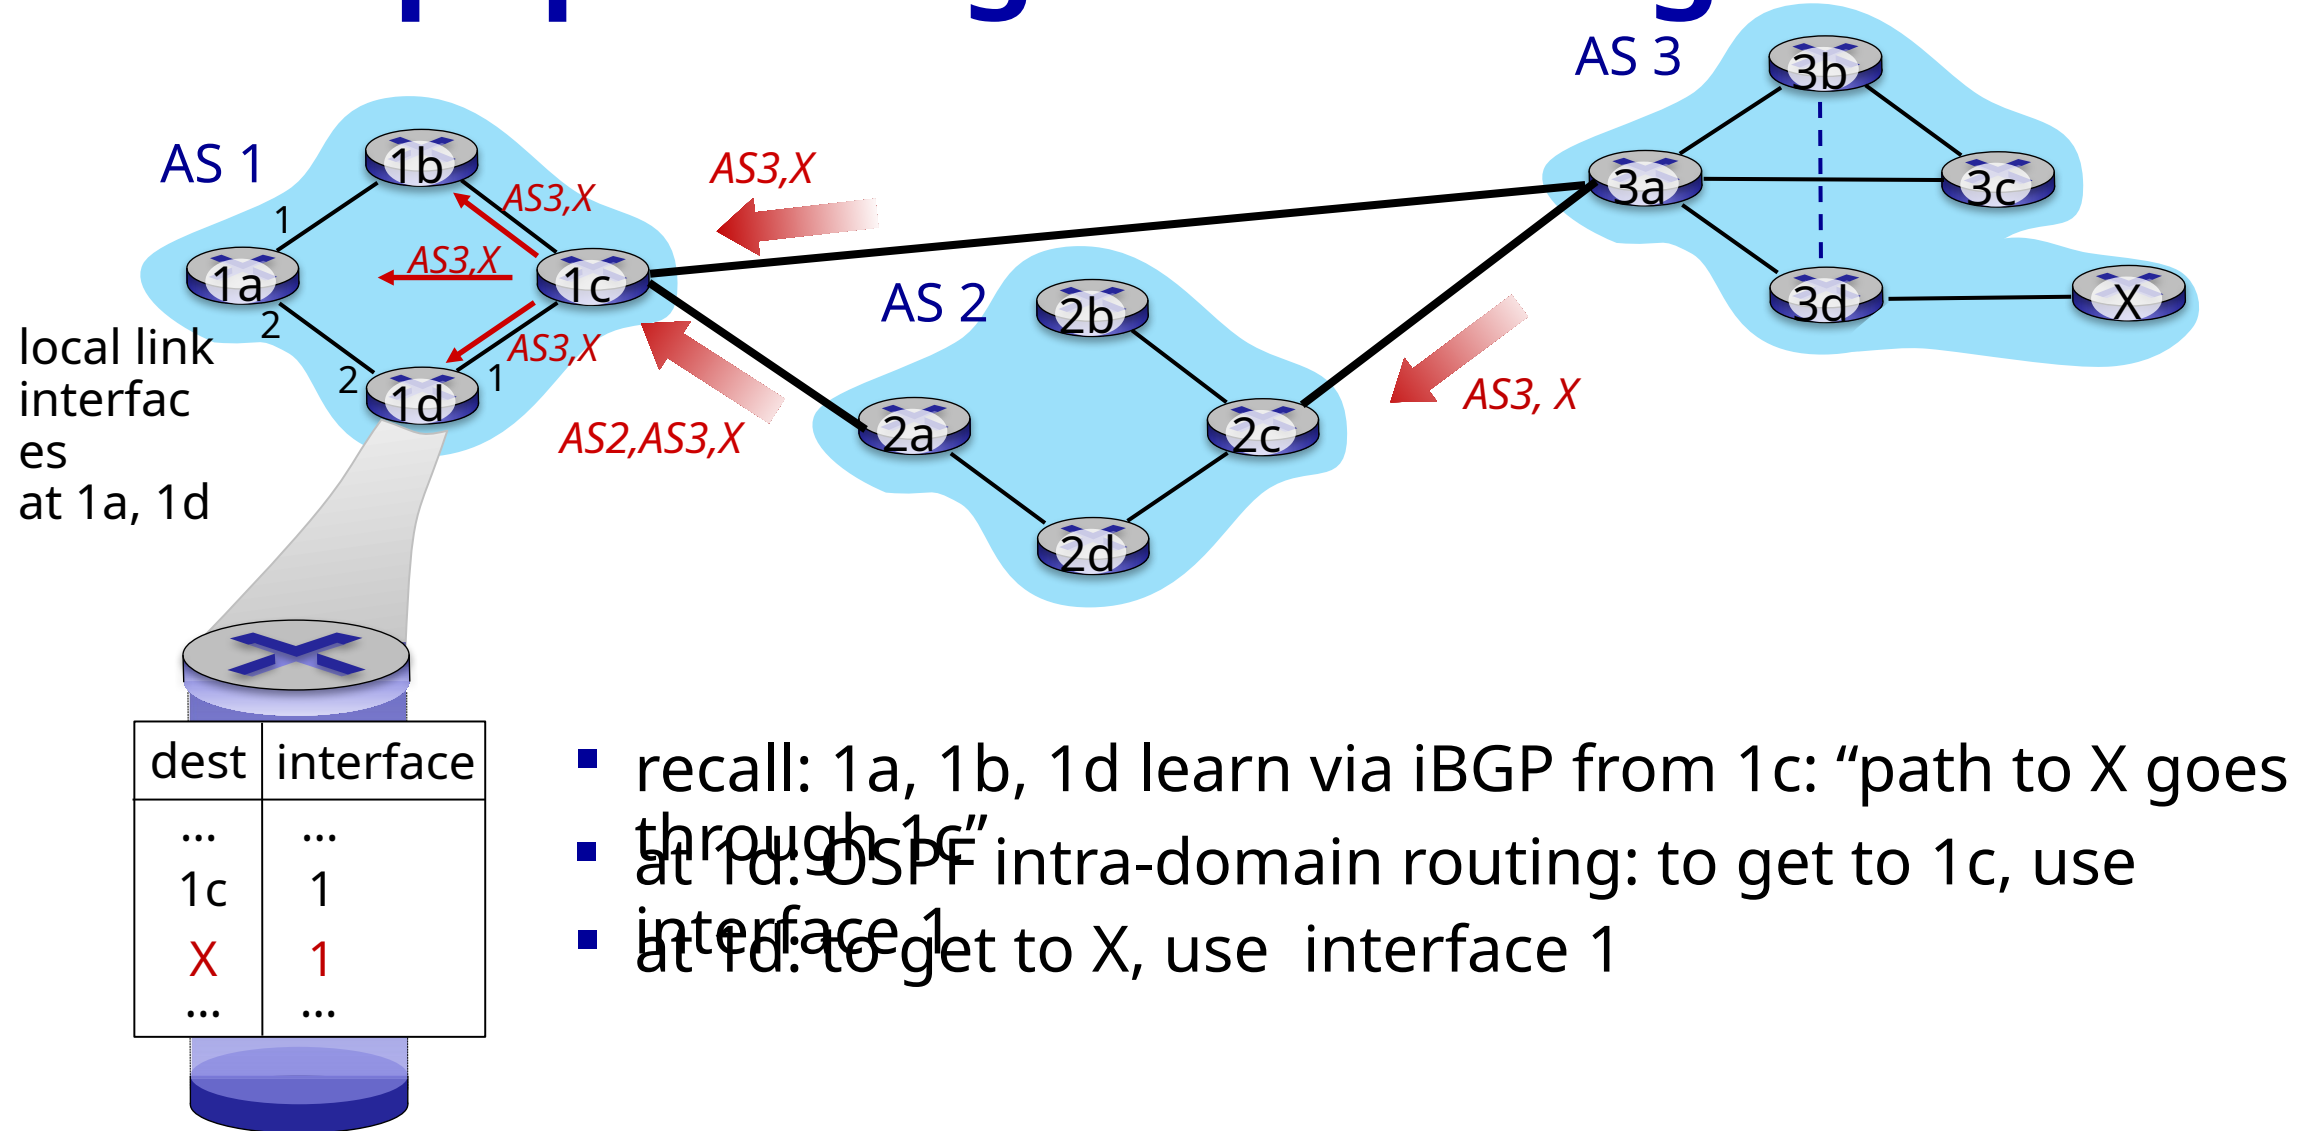 AS 3
3b
AS 1
1b
AS3,X
AS3,X
3a
3c
1
AS3,X
1a
1c
AS 2
2b
3d
X
2
AS3,X
local link
interfac
es
at 1a, 1d
2
1
1d
AS3, X
AS2,AS3,X
2a
2c
2d
dest interface
... ...
1c 1
X 1
... ...
recall: 1a, 1b, 1d learn via iBGP from 1c: “path to X goes
through 1c”
at 1d: OSPF intra-domain routing: to get to 1c, use
interface 1
at 1d: to get to X, use interface 1